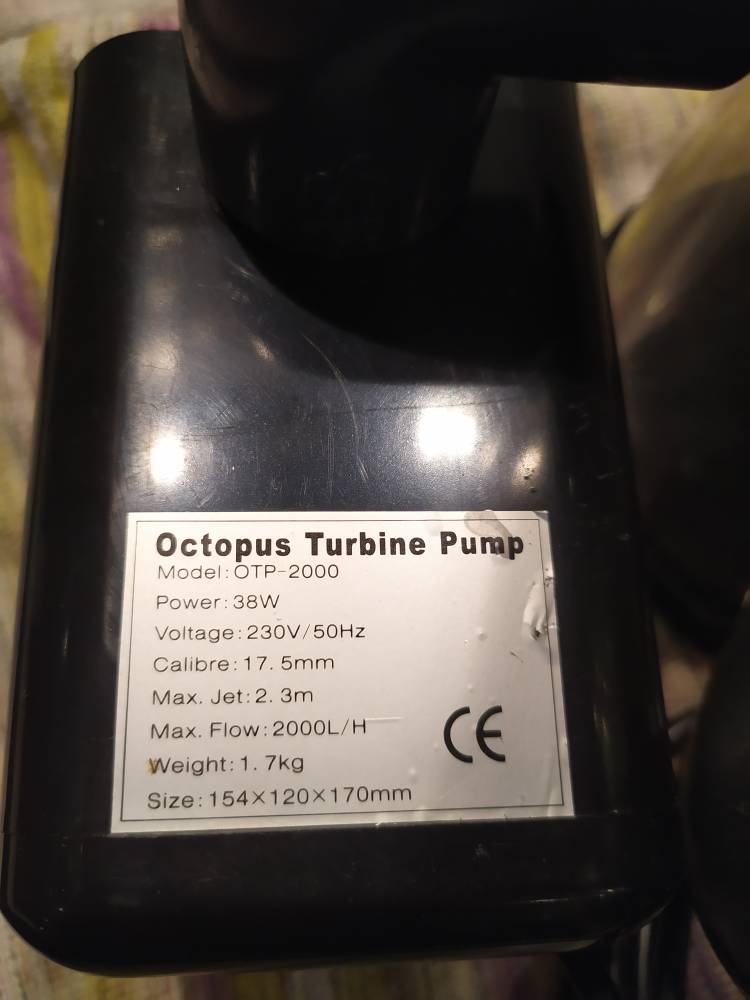 Octopus Turbine Pump
Model:OTP-2000
Power:38W
Voltage:230V/50Hz
Calibre:17.5mm
Max. Jet:2.3m
Max. Flow:2000L/H
CE
Weight:1.7kg
Size:154×120×170mm